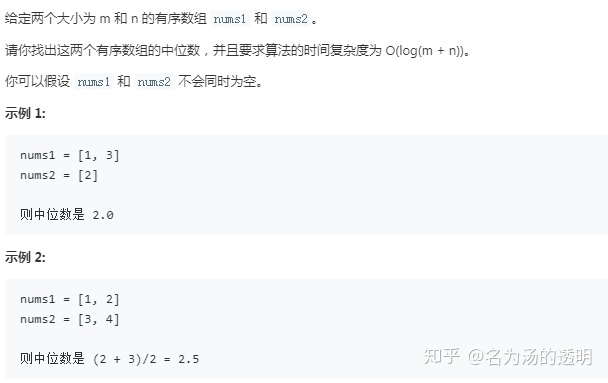 给定两个大小为 m 和 n 的有序数组 nums1 和 nums2。
请你找出这两个有序数组的中位数，并且要求算法的时间复杂度为 O(log(m + n))。
你可以假设 nums1 和 nums2 不会同时为空。
示例 1:
nums1 = [1, 3]
nums2 = [2]
则中位数是 2.0
示例 2:
nums1 = [1, 2]
nums2 = [3, 4]
则中位数是 (2 + 3)/2 = 2.5
知乎 @名为汤的透明